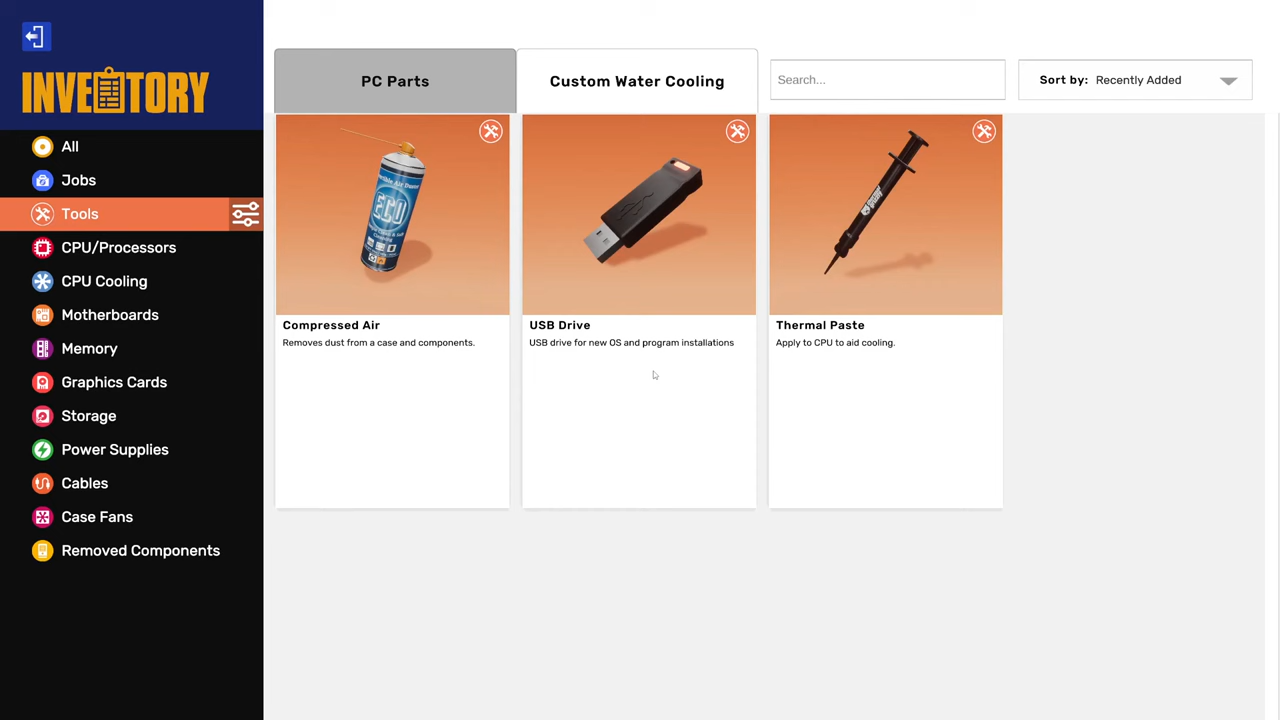 INVENTORY
All
Jobs
Tools
CPU/Processors
CPU Cooling
Motherboards
Memory
Graphics Cards
Storage
Power Supplies
Cables
Case Fans
Removed Components
PC Parts
Custom Water Cooling
Search...
Sort by: Recently Added
ECO
Compressed Air
Removes dust from a case and components.
USB Drive
USB drive for new OS and program installations
Thermal Paste
Apply to CPU to aid cooling.